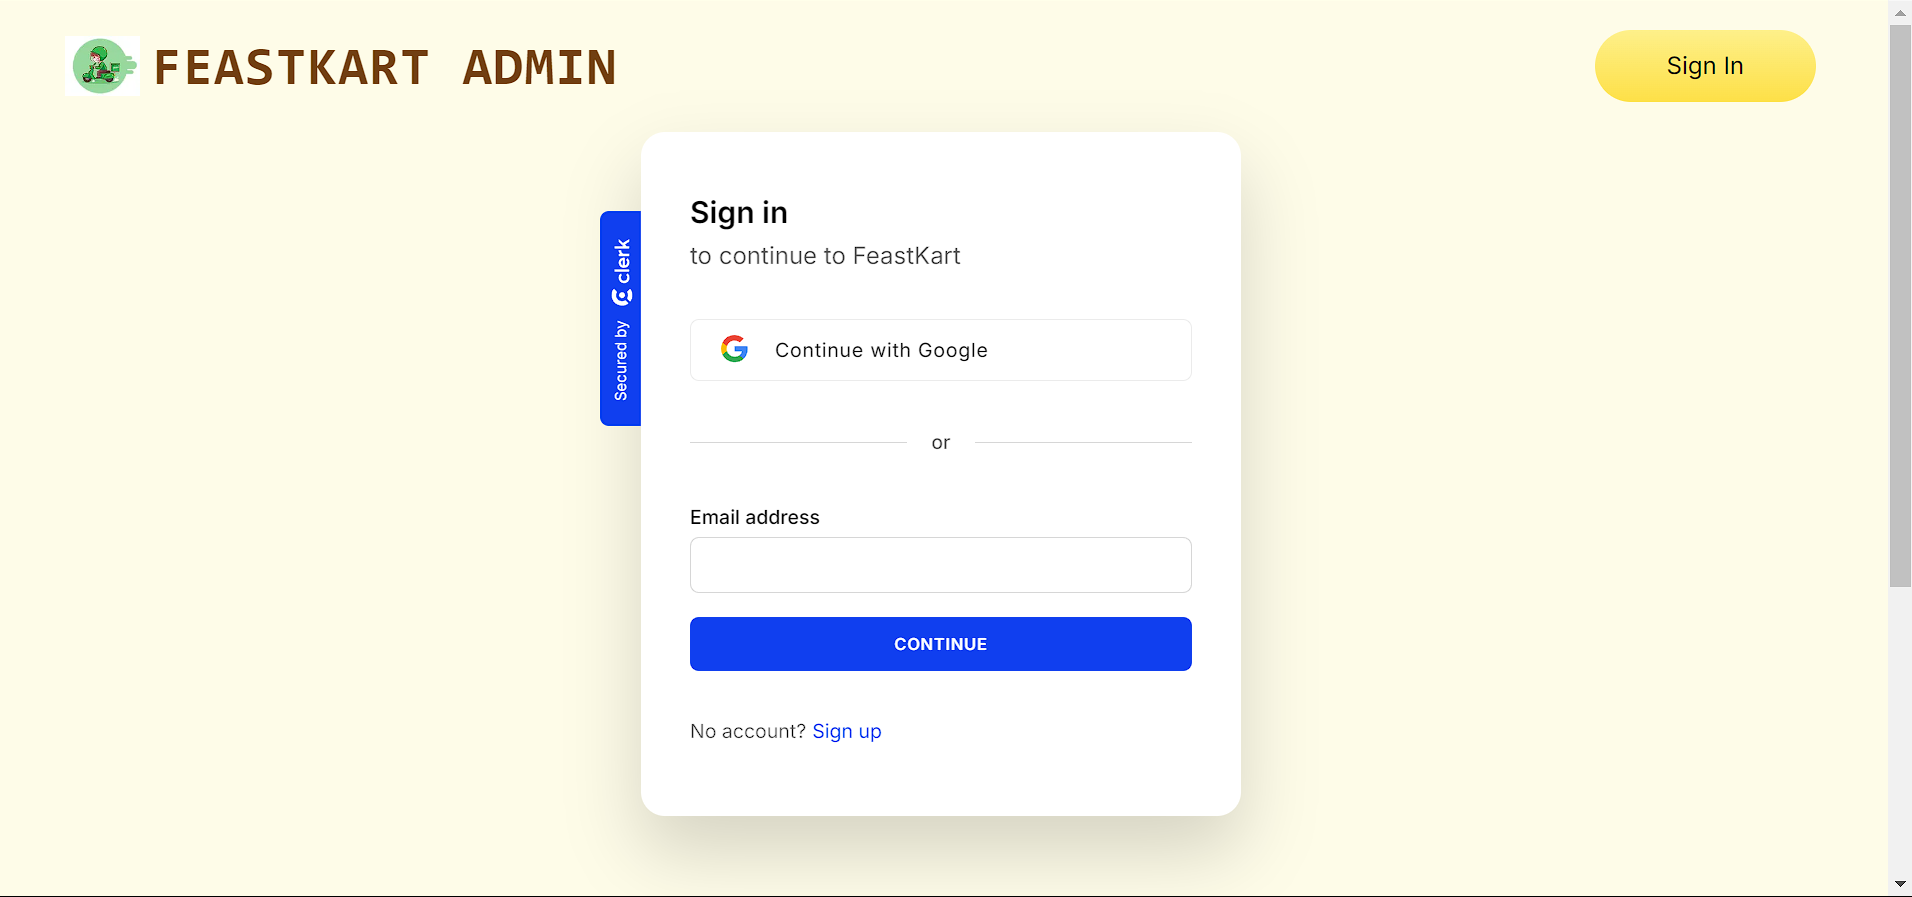 FEASTKART ADMIN
Sign In
Sign in
to continue to FeastKart
Secured by clerk
Continue with Google
or
Email address
CONTINUE
No account? Sign up